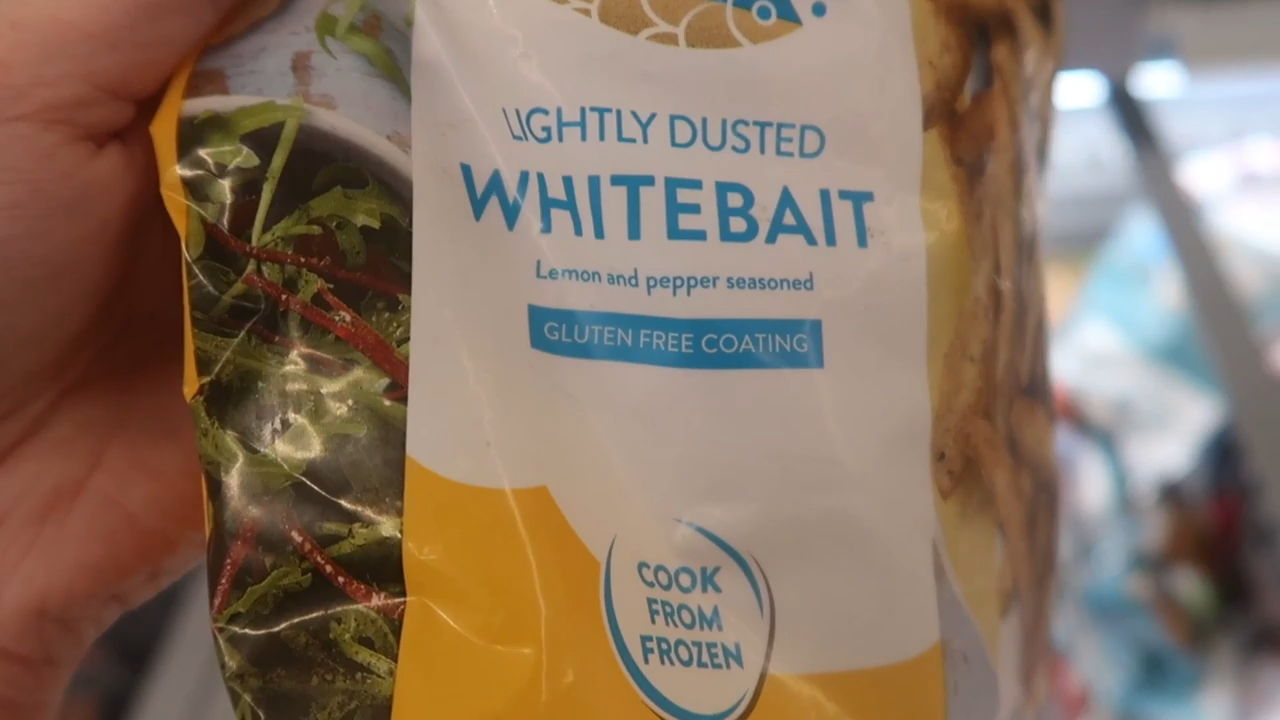 LIGHTLY DUSTED
WHITEBAIT
Lemon and pepper seasoned
GLUTEN FREE COATING
COOK
FROM
FROZEN